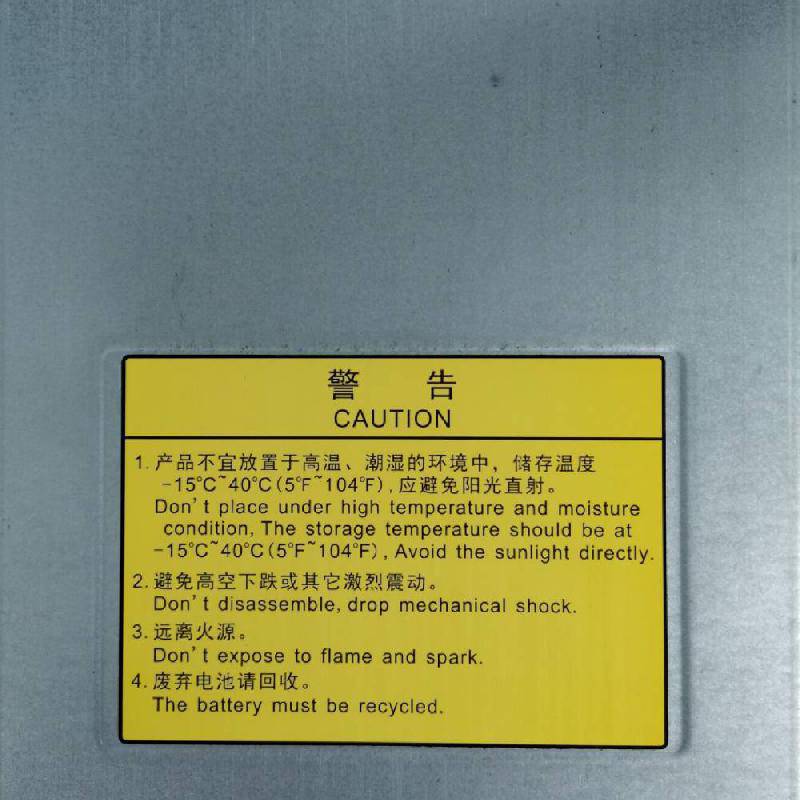 警 告
CAUTION
1. 产品不宜放置于高温、潮湿的环境中，储存温度
-15℃~40℃(5℉~104℉), 应避免阳光直射。
Don't place under high temperature and moisture
condition, The storage temperature should be at
-15℃~40℃(5℉~104℉), Avoid the sunlight directly.
2. 避免高空下跌或其它激烈震动。
Don't disassemble, drop mechanical shock.
3. 远离火源。
Don't expose to flame and spark.
4. 废弃电池请回收。
The battery must be recycled.